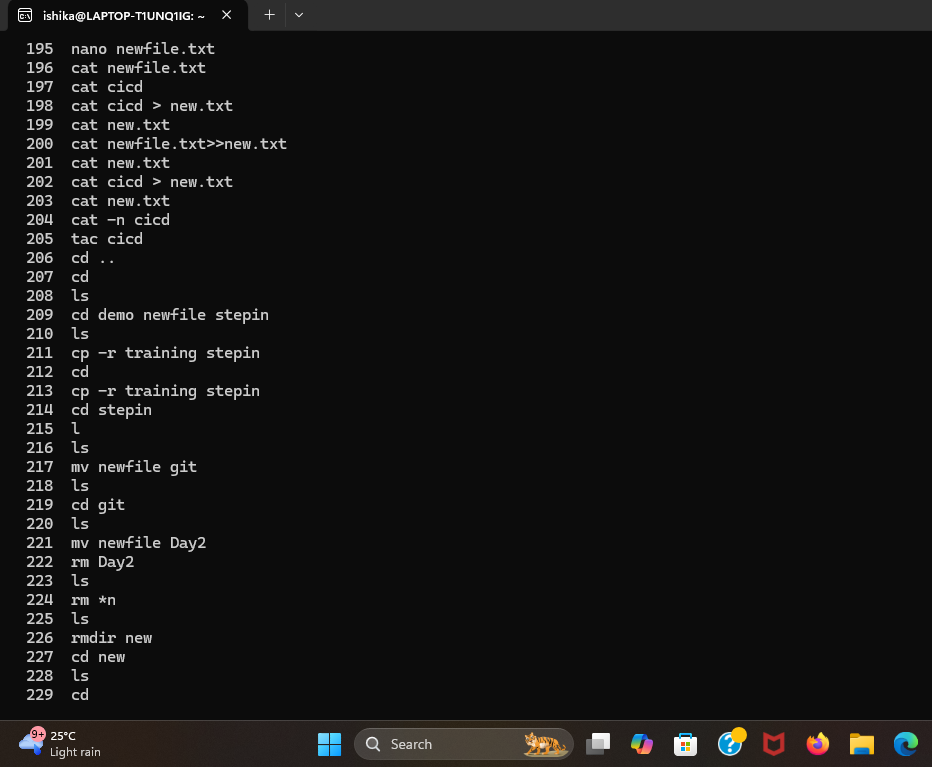 ishika@LAPTOP-T1UNQ1IG: ~
195 nano newfile.txt
196 cat newfile.txt
197 cat cicd
198 cat cicd > new.txt
199 cat new.txt
200 cat newfile.txt>>new.txt
201 cat new.txt
202 cat cicd > new.txt
203 cat new.txt
204 cat -n cicd
205 tac cicd
206 cd ..
207 cd
208 ls
209 cd demo newfile stepin
210 ls
211 cp -r training stepin
212 cd
213 cp -r training stepin
214 cd stepin
215 l
216 ls
217 mv newfile git
218 ls
219 cd git
220 ls
221 mv newfile Day2
222 rm Day2
223 ls
224 rm *n
225 ls
226 rmdir new
227 cd new
228 ls
229 cd
9+
25°C
Light rain
Search